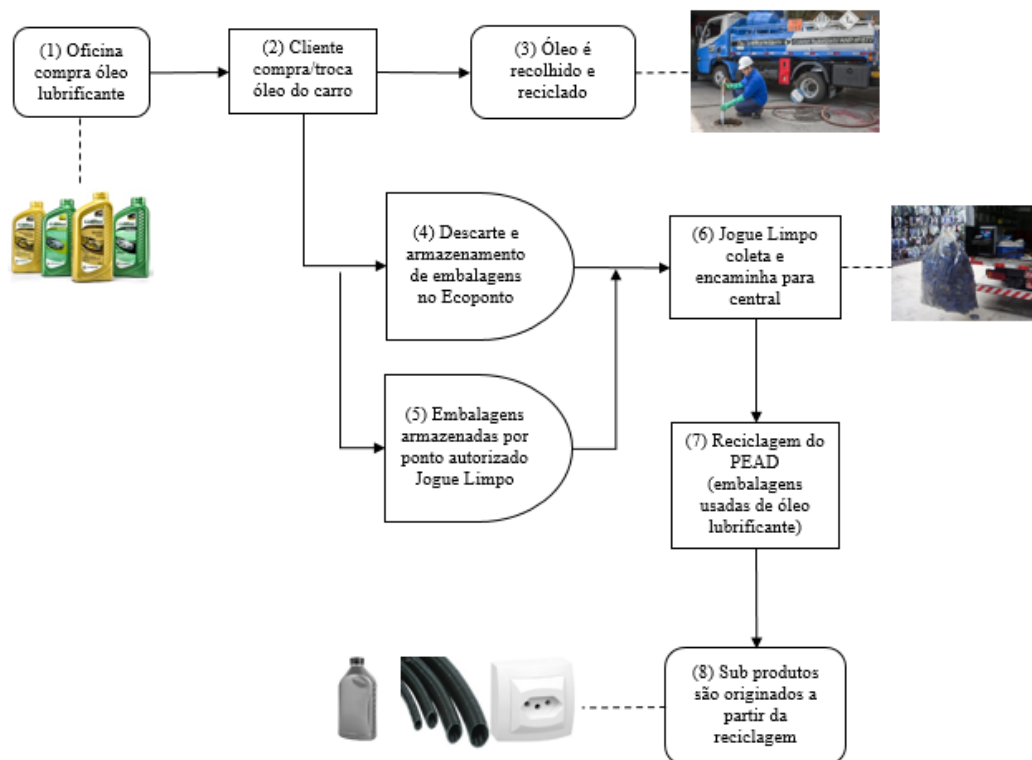 (1) Oficina
compra óleo
lubrificante
(2) Cliente
compra/troca
óleo do carro
(3) Óleo é
recolhido e
reciclado
(4) Descarte e
armazenamento
de embalagens
no Ecoponto
(5) Embalagens
armazenadas por
ponto autorizado
Jogue Limpo
(6) Jogue Limpo
coleta e
encaminha para
central
(7) Reciclagem do
PEAD
(embalagens
usadas de óleo
lubrificante)
(8) Sub produtos
são originados a
partir da
reciclagem